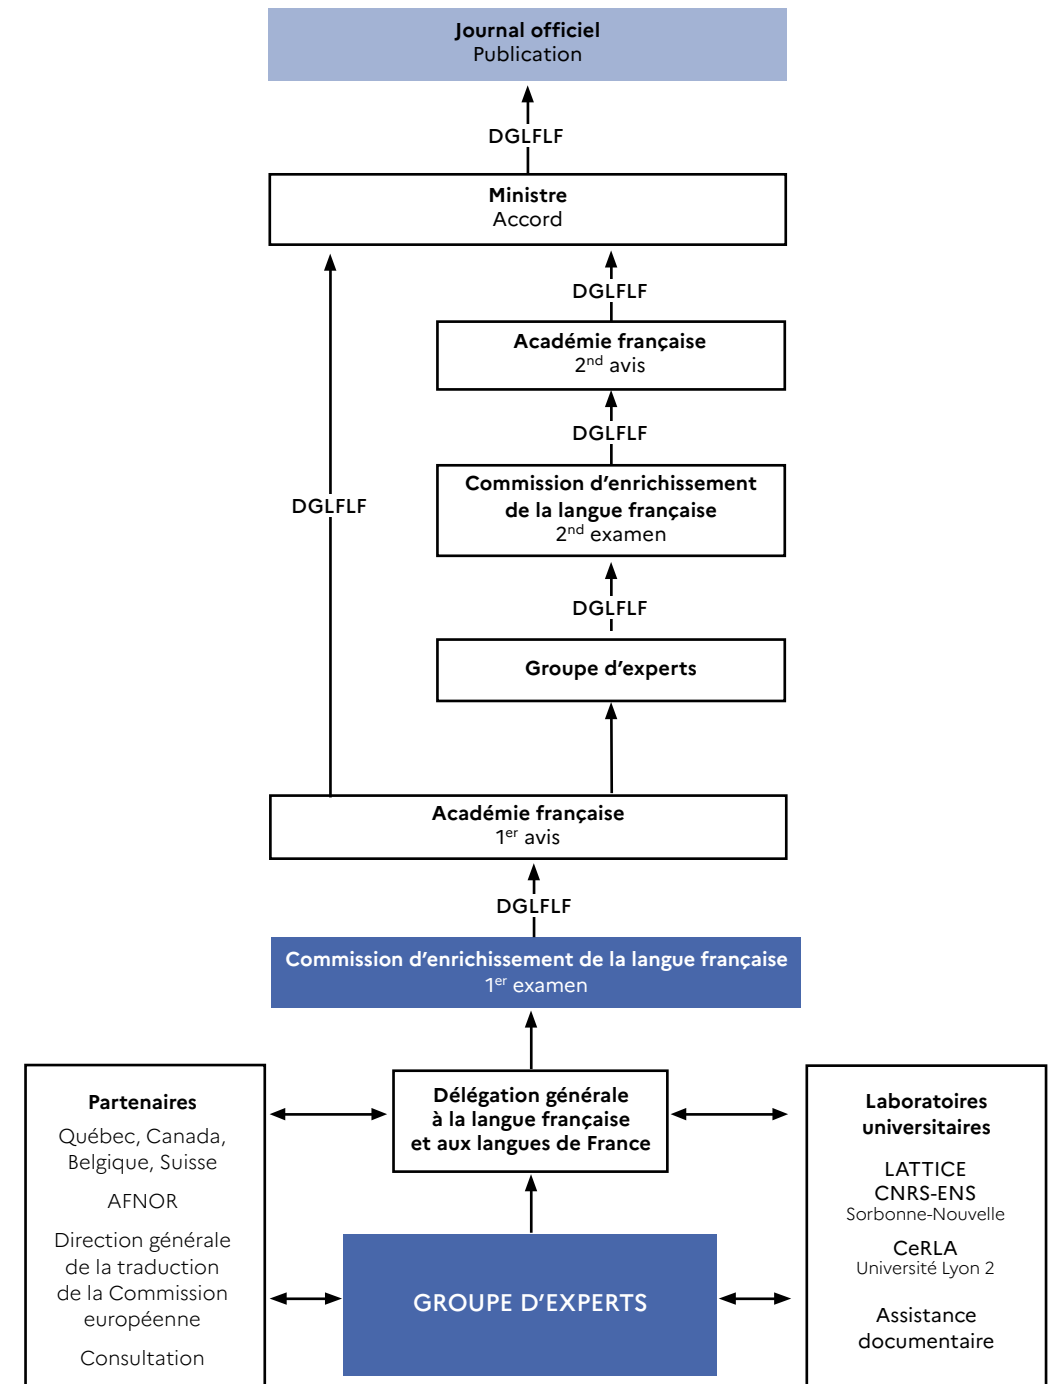 Journal officiel
Publication
DGLFLF
Ministre
Accord
DGLFLF
Académie française
2nd avis
DGLFLF
Commission d'enrichissement
de la langue française
2nd examen
DGLFLF
DGLFLF
Groupe d'experts
Académie française
1er avis
DGLFLF
Commission d'enrichissement de la langue française
1er examen
Partenaires
Québec, Canada,
Belgique, Suisse
AFNOR
Direction générale
de la traduction
de la Commission
européenne
Consultation
Délégation générale
à la langue française
et aux langues de France
GROUPE D'EXPERTS
Laboratoires
universitaires
LATTICE
CNRS-ENS
Sorbonne-Nouvelle
CeRLA
Université Lyon 2
Assistance
documentaire